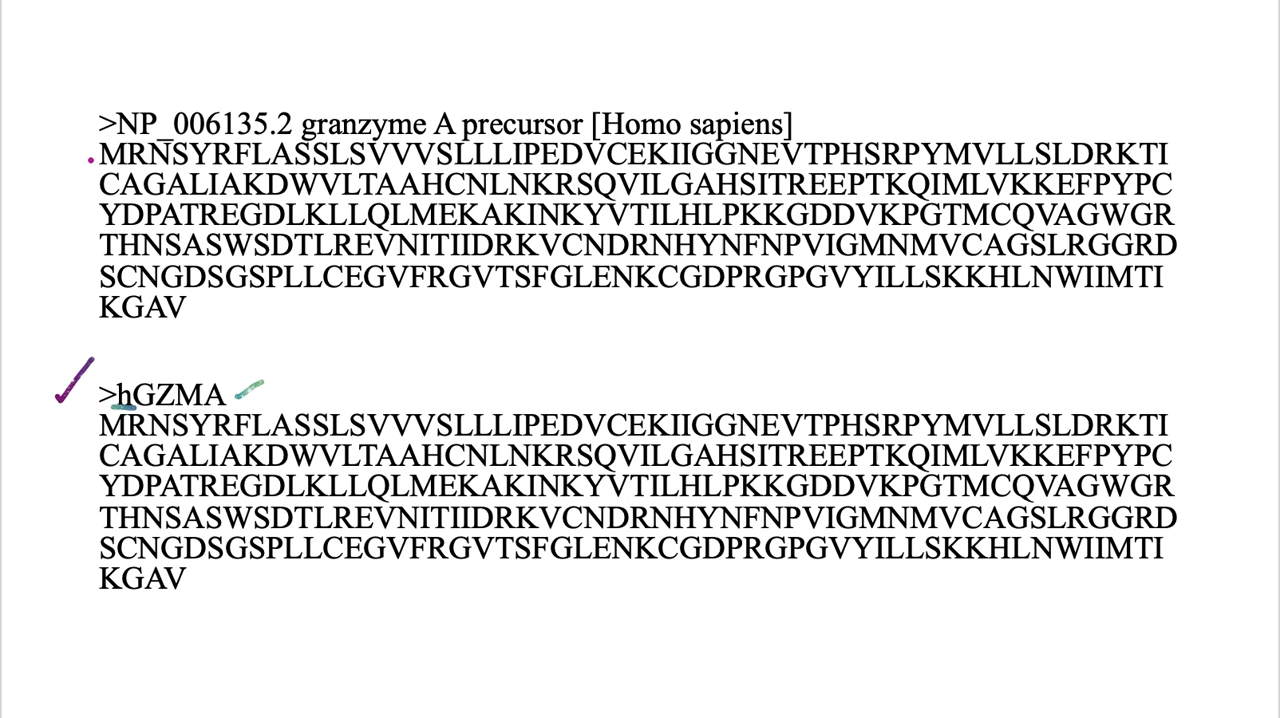 >NP_006135.2 granzyme A precursor [Homo sapiens]
MRNSYRFLASSLSVVVSLLLIPEDVCEKIIGGNEVTPHSRPYMVLLSLDRKTI
CAGALIAKDWVLTAAHCNLNKRSQVILGAHSITREEPTKQIMLVKKEFPYPC
YDPATREGDLKLLQLMEKAKINKYVTILHLPKKGDDVKPGTMCQVAGWGR
THNSASWSDTLREVNITIIDRKVCNDRNHYNFNPVIGMNMVCAGSLRGGRD
SCNGDSGSPLLCEGVFRGVTSFGLENKCGDPRGPGVYILLSKKHLNWIIMTI
KGAV
>hGZMA
MRNSYRFLASSLSVVVSLLLIPEDVCEKIIGGNEVTPHSRPYMVLLSLDRKTI
CAGALIAKDWVLTAAHCNLNKRSQVILGAHSITREEPTKQIMLVKKEFPYPC
YDPATREGDLKLLQLMEKAKINKYVTILHLPKKGDDVKPGTMCQVAGWGR
THNSASWSDTLREVNITIIDRKVCNDRNHYNFNPVIGMNMVCAGSLRGGRD
SCNGDSGSPLLCEGVFRGVTSFGLENKCGDPRGPGVYILLSKKHLNWIIMTI
KGAV